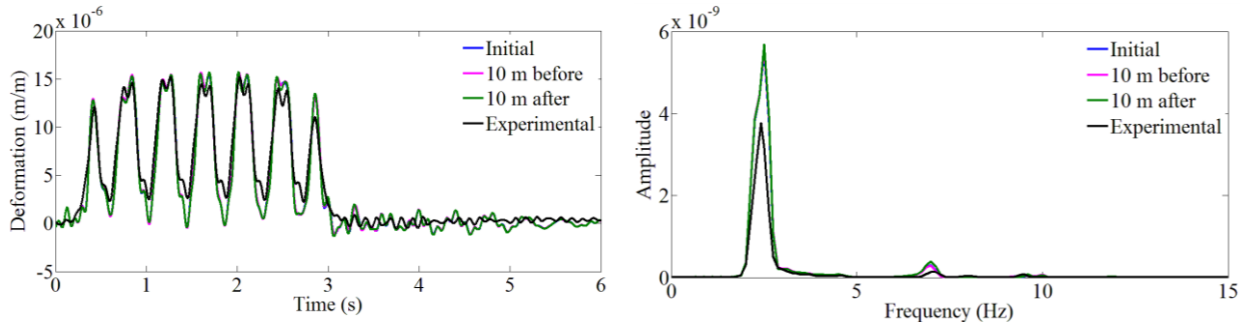 20 x 10^-6
15
10
5
0
-5
0 1 2 3 4 5 6
Deformation (m/m)
Time (s)
Initial
10 m before
10 m after
Experimental
6 x 10^-9
4
2
0
0 5 10 15
Amplitude
Frequency (Hz)
Initial
10 m before
10 m after
Experimental